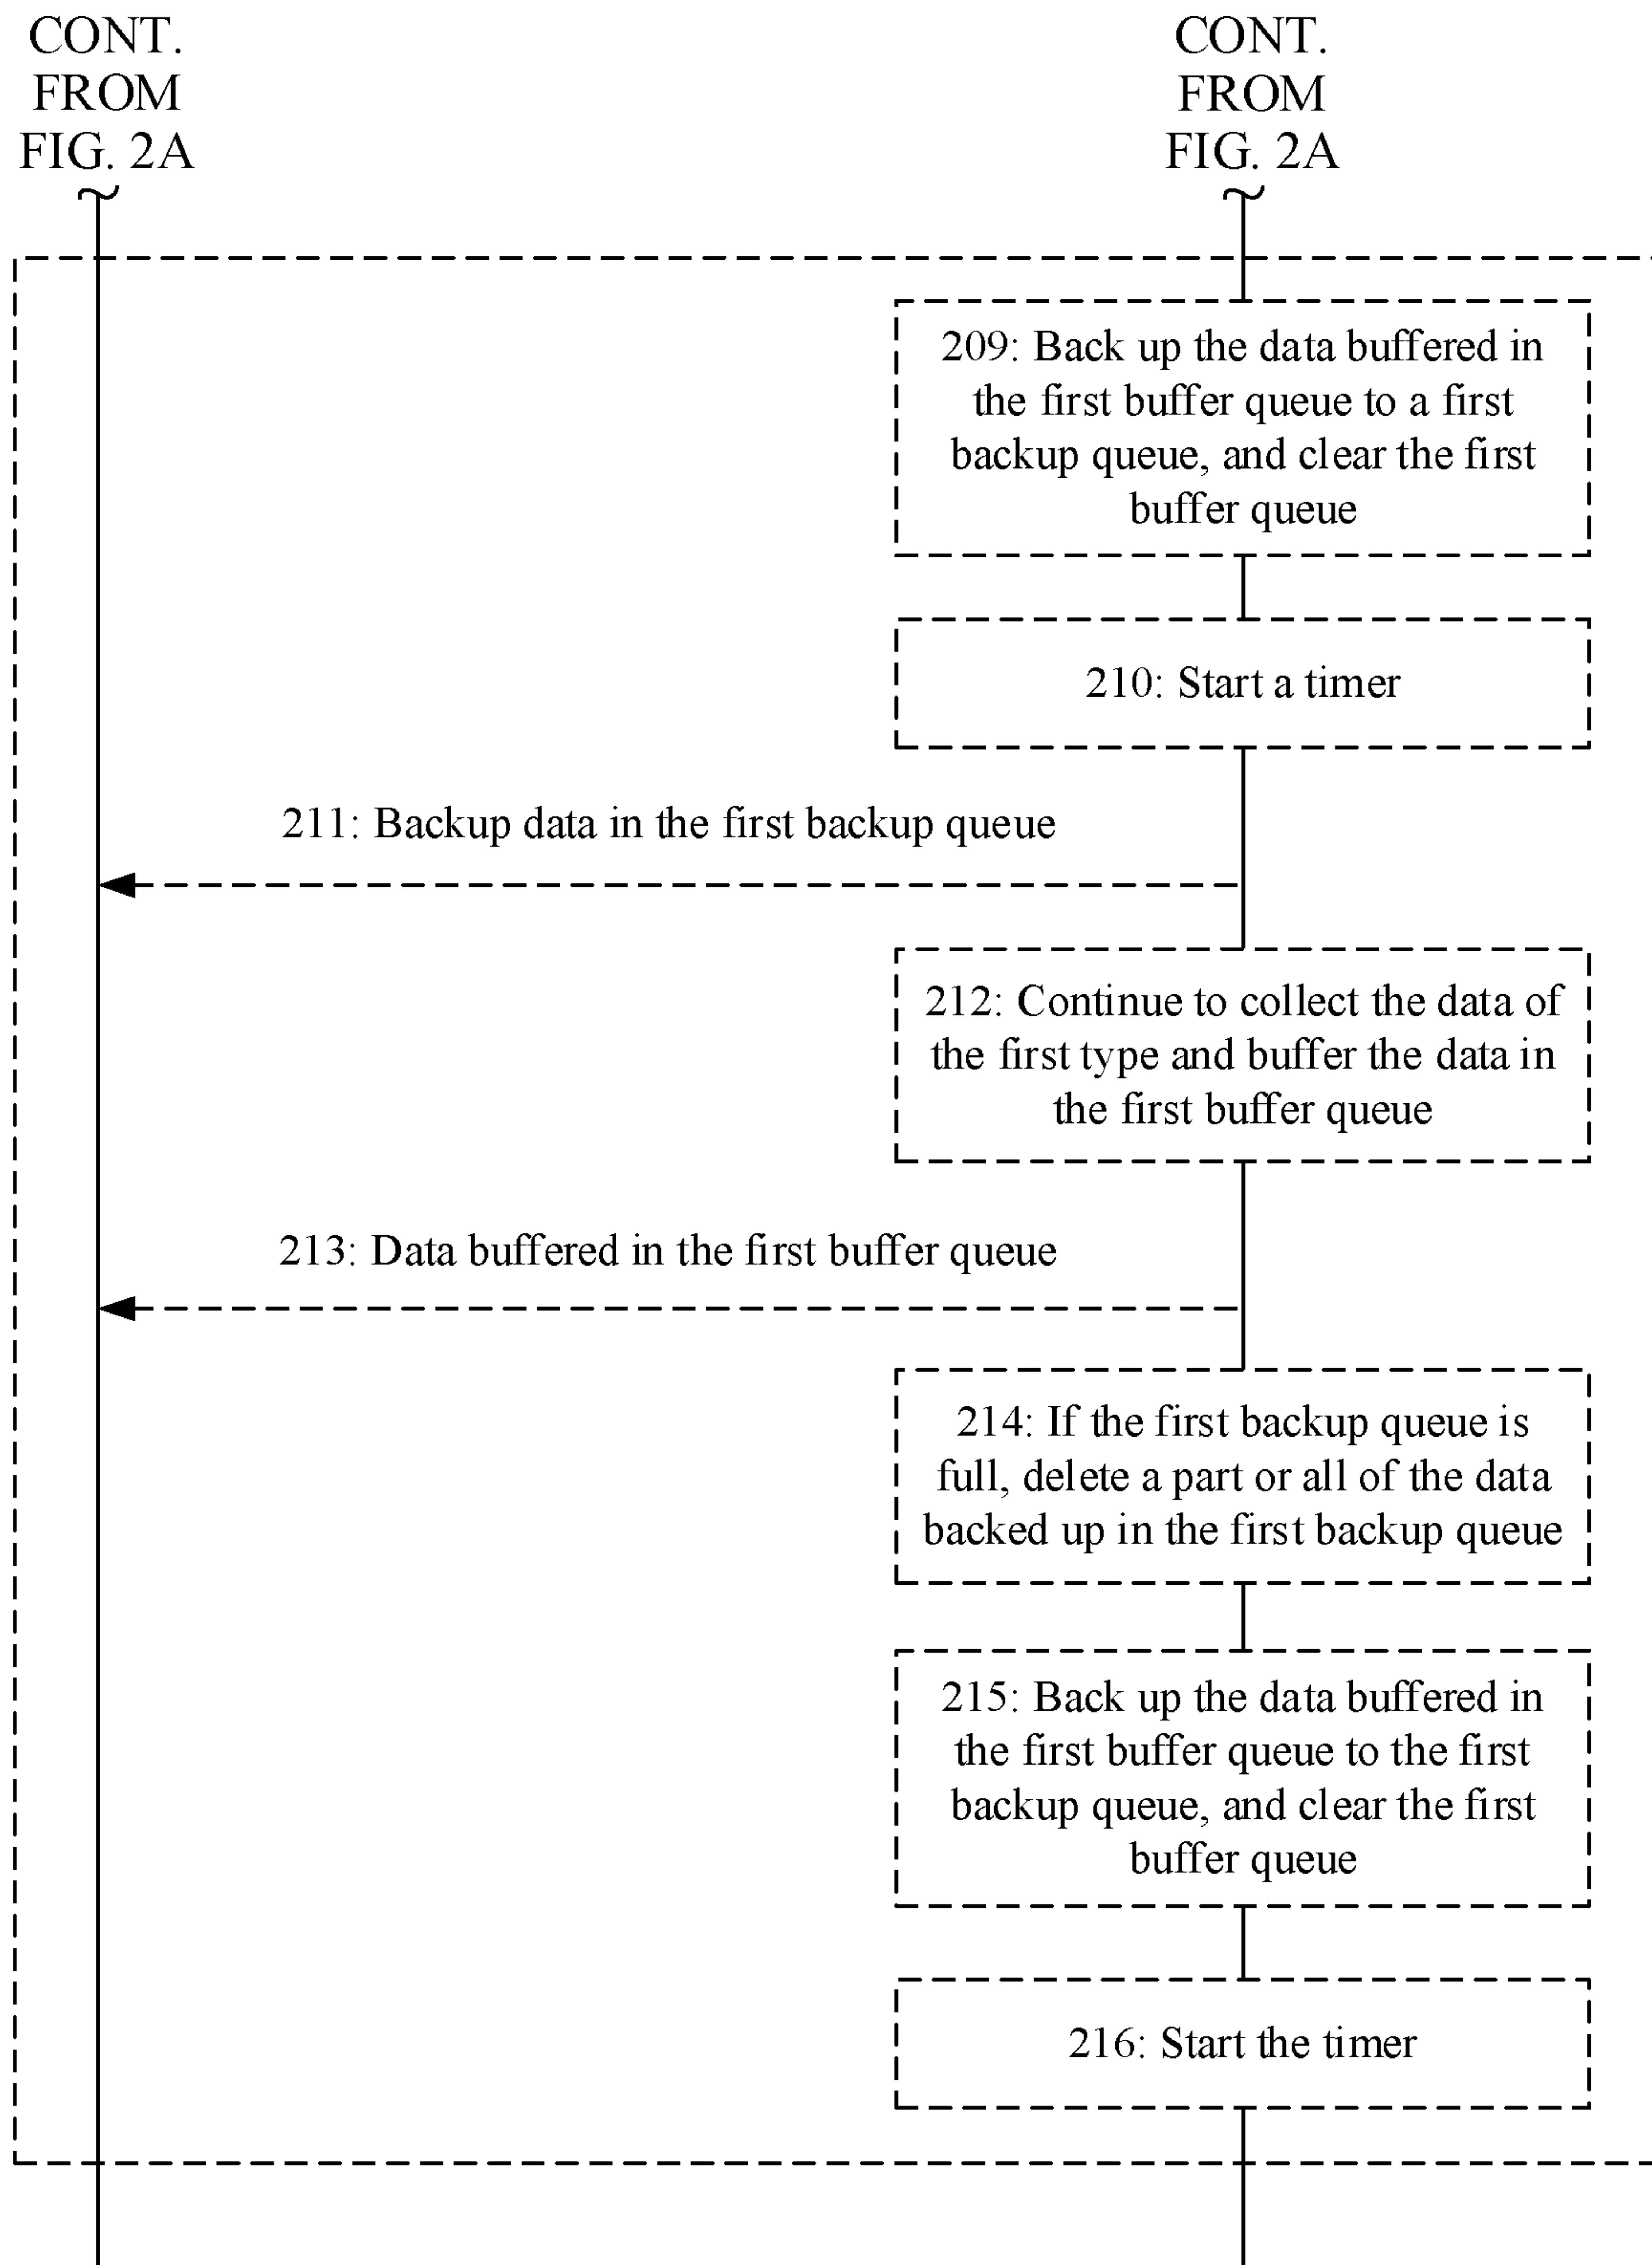 CONT.
FROM
FIG. 2A
CONT.
FROM
FIG. 2A
209: Back up the data buffered in
the first buffer queue to a first
backup queue, and clear the first
buffer queue
210: Start a timer
211: Backup data in the first backup queue
212: Continue to collect the data of
the first type and buffer the data in
the first buffer queue
213: Data buffered in the first buffer queue
214: If the first backup queue is
full, delete a part or all of the data
backed up in the first backup queue
215: Back up the data buffered in
the first buffer queue to the first
backup queue, and clear the first
buffer queue
216: Start the timer